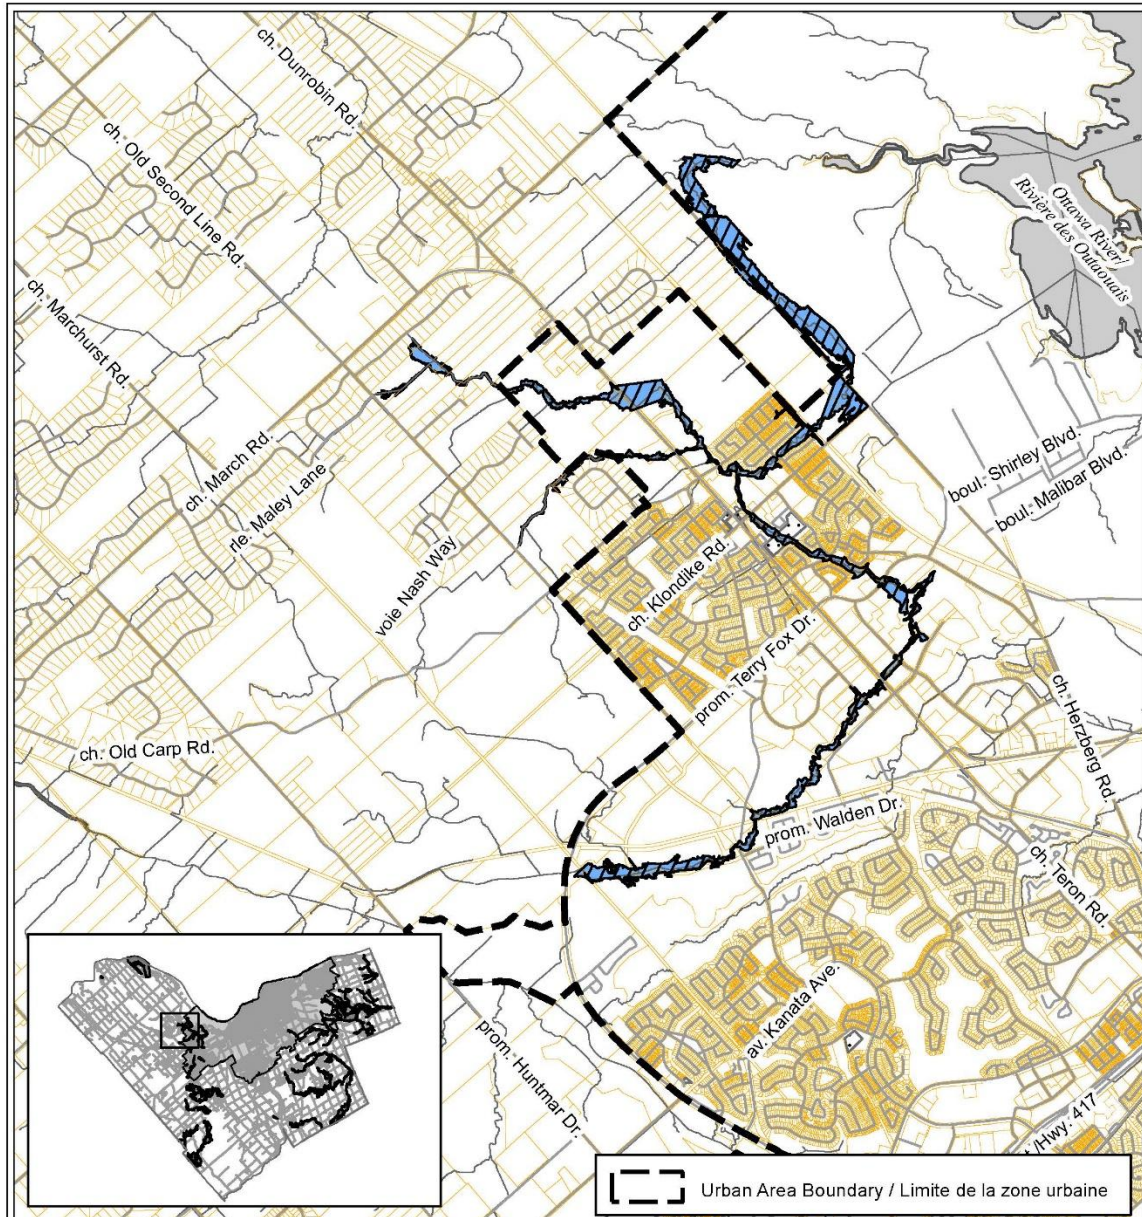 ch. Dunrobin Rd.
ch. Old Second Line Rd.
Ottawa River/
Rivière des Outaouais
ch. Marchurst Rd.
ch. March Rd.
rle. Maley Lane
boul. Shirley Blvd.
boul. Malibar Blvd.
voie Nash Way
ch. Klondike Rd.
prom. Terry Fox Dr.
ch. Herzberg Rd.
ch. Old Carp Rd.
prom. Walden Dr.
ch. Teron Rd.
av. Kanata Ave.
prom. Huntmar Dr.
/Hwy. 417
Urban Area Boundary / Limite de la zone urbaine